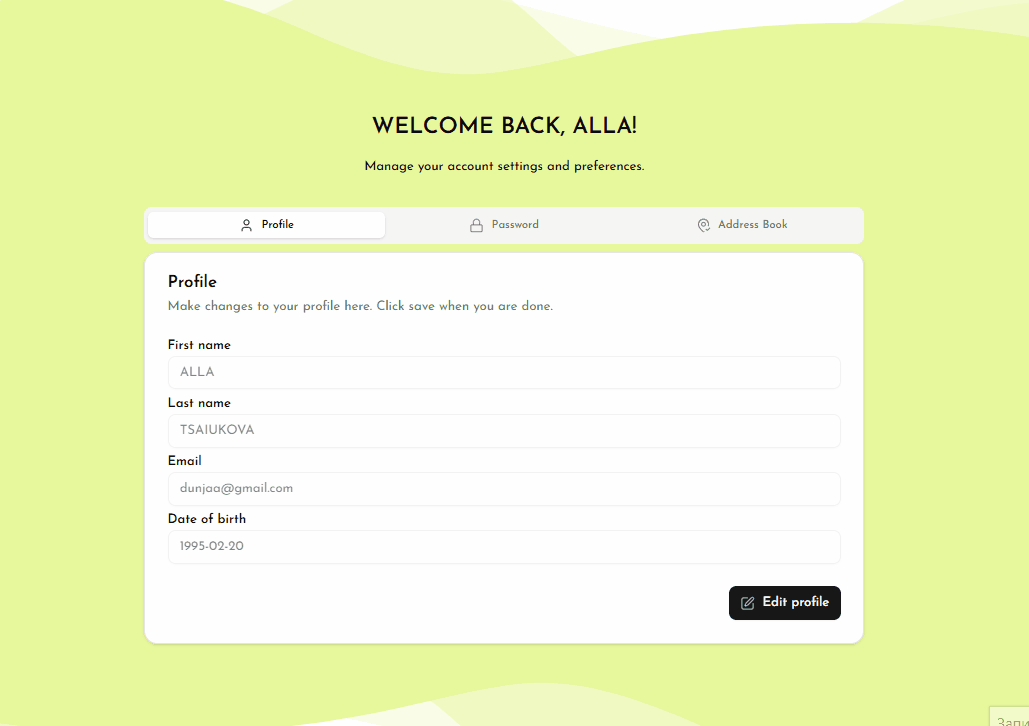 WELCOME BACK, ALLA!
Manage your account settings and preferences.
Profile
Password
Address Book
Profile
Make changes to your profile here. Click save when you are done.
First name
ALLA
Last name
TSAIUKOVA
Email
dunjaa@gmail.com
Date of birth
1995-02-20
Edit profile